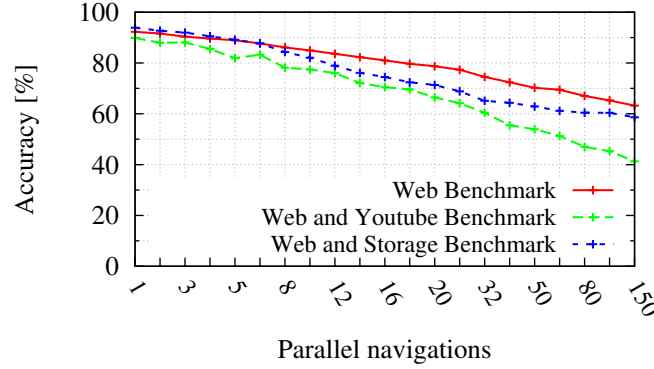 100
80
60
40
20
0
Accuracy [%]
Web Benchmark
Web and Youtube Benchmark
Web and Storage Benchmark
1 3 5 8 12 16 20 32 50 80 150
Parallel navigations